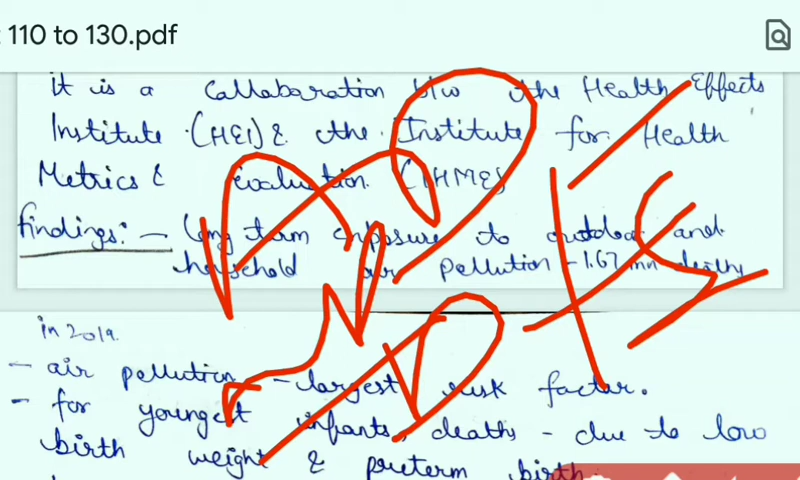 110 to 130.pdf
it is a Collaboration b/w the Health Effects
Institute (HEI) & the Institute for Health
Metrics & Evaluation (IHME)
findings: - long term exposure to outdoor and
household air pollution - 1.67 mn deaths
in 2019.
- air pollution - largest risk factor.
- for youngest infants, deaths - due to low
birth weight & preterm birth